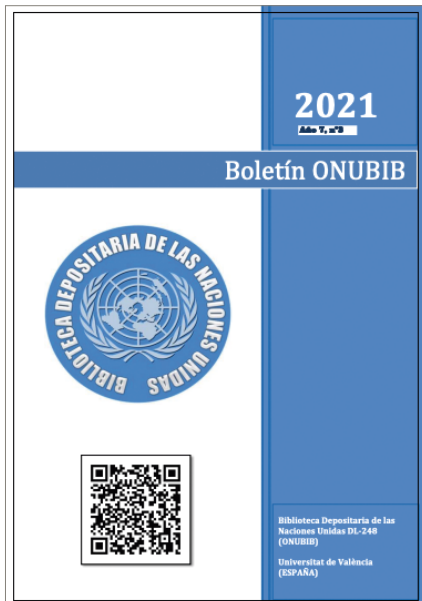 2021
Año 7, nº
Boletín ONUBIB
BIBLIOTECA DEPOSITARIA DE LAS NACIONES UNIDAS
Biblioteca Depositaria de las
Naciones Unidas DL-248
(ONUBIB)
Universitat de València
(ESPAÑA)